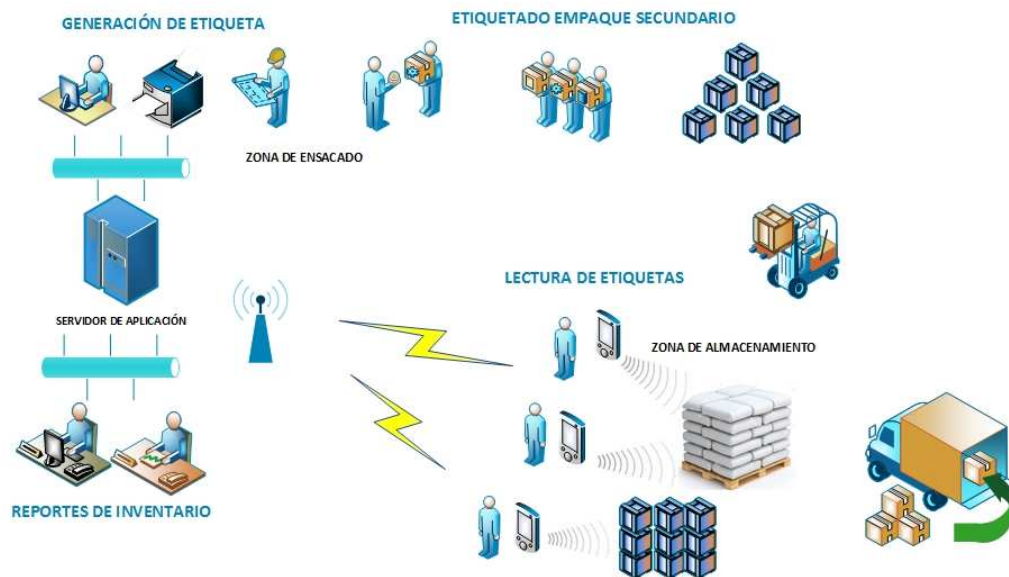 GENERACIÓN DE ETIQUETA
ETIQUETADO EMPAQUE SECUNDARIO
ZONA DE ENSACADO
LECTURA DE ETIQUETAS
SERVIDOR DE APLICACIÓN
ZONA DE ALMACENAMIENTO
REPORTES DE INVENTARIO